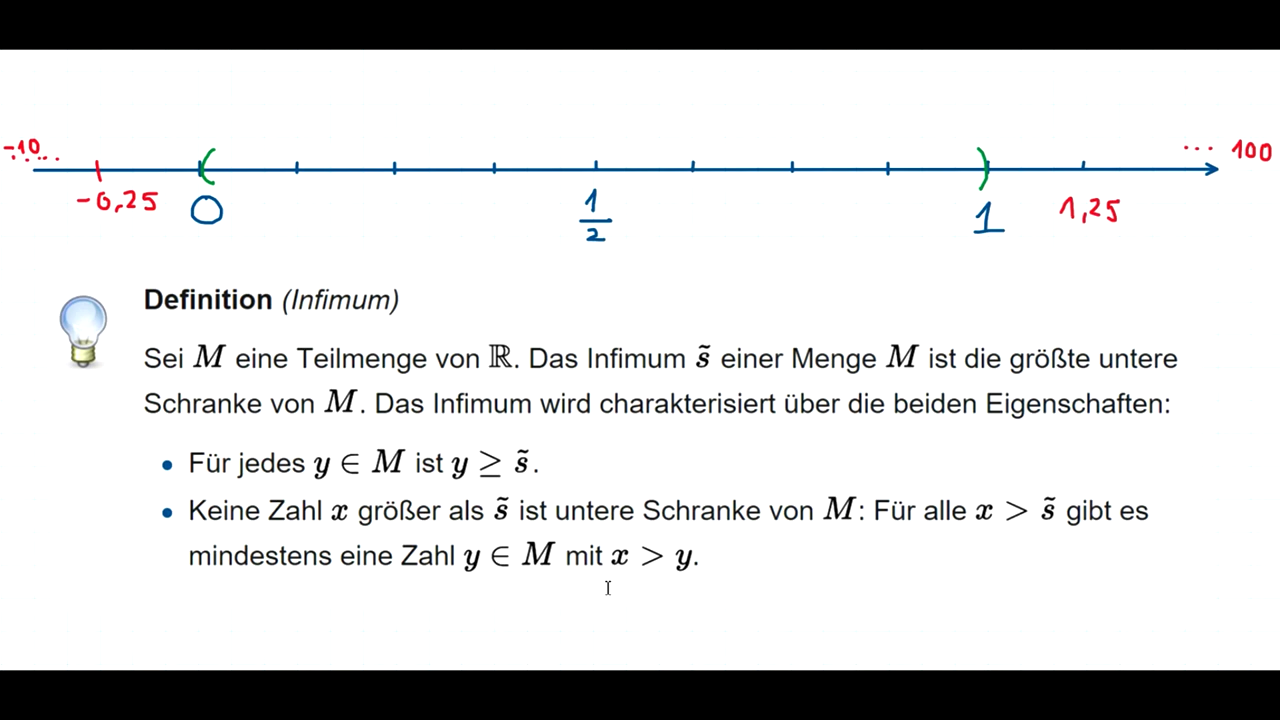 -10 ..... ... 100
-0,25 0 1/2 1 1,25
Definition (Infimum)
Sei M eine Teilmenge von ℝ. Das Infimum s̃ einer Menge M ist die größte untere
Schranke von M. Das Infimum wird charakterisiert über die beiden Eigenschaften:
• Für jedes y ∈ M ist y ≥ s̃.
• Keine Zahl x größer als s̃ ist untere Schranke von M: Für alle x > s̃ gibt es
mindestens eine Zahl y ∈ M mit x > y.